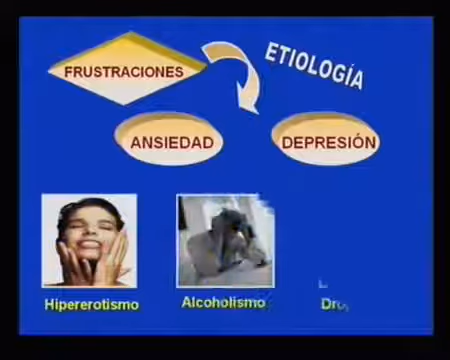 ETIOLOGÍA
FRUSTRACIONES
ANSIEDAD
DEPRESIÓN
Hipererotismo
Alcoholismo